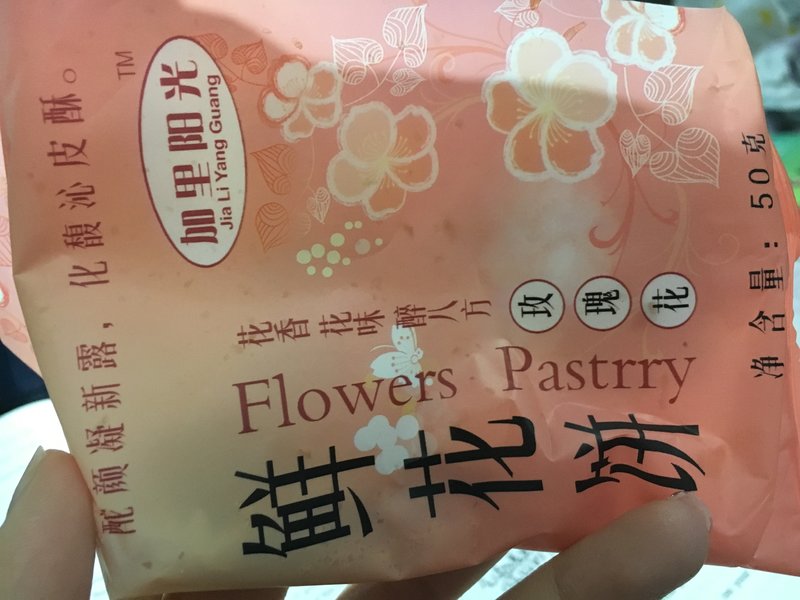 酡颜凝新露，化馥沁皮酥。
TM
加里阳光
Jia Li Yang Guang
花香花味醉八方
Flowers Pastrry
鲜花饼
玫瑰花
净含量：50克